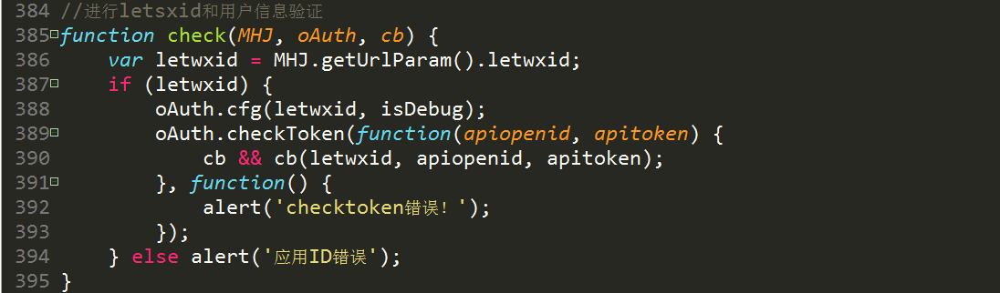 384 //进行letsxid和用户信息验证
385 function check(MHJ, oAuth, cb) {
386     var letwxid = MHJ.getUrlParam().letwxid;
387     if (letwxid) {
388         oAuth.cfg(letwxid, isDebug);
389         oAuth.checkToken(function(apiopenid, apitoken) {
390             cb && cb(letwxid, apiopenid, apitoken);
391         }, function() {
392             alert('checktoken错误！');
393         });
394     } else alert('应用ID错误');
395 }